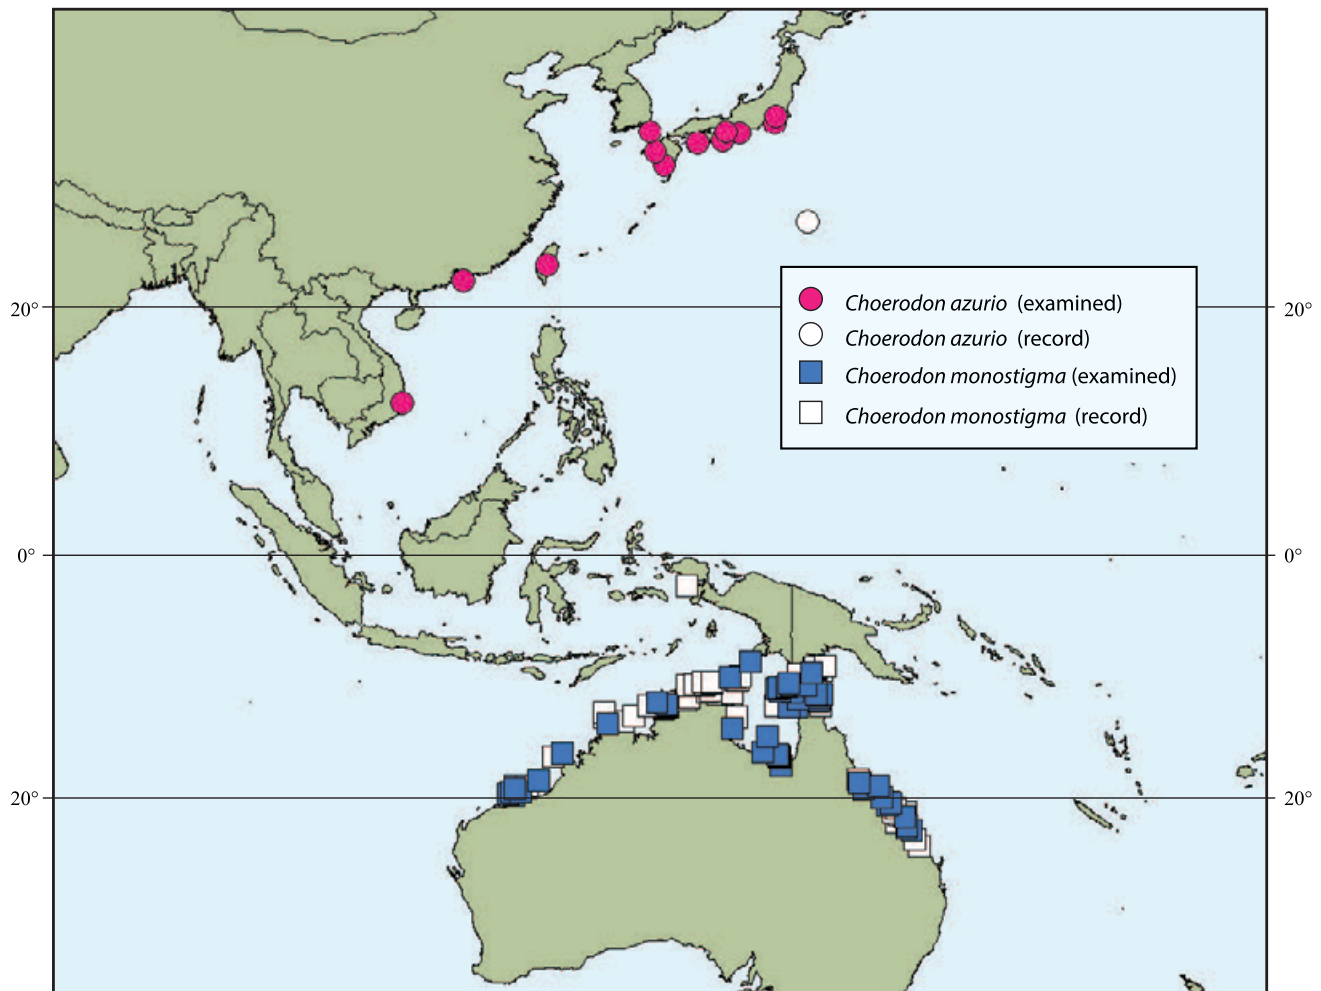 Choerodon azurio (examined)
Choerodon azurio (record)
Choerodon monostigma (examined)
Choerodon monostigma (record)
20° 20°
0° 0°
20° 20°